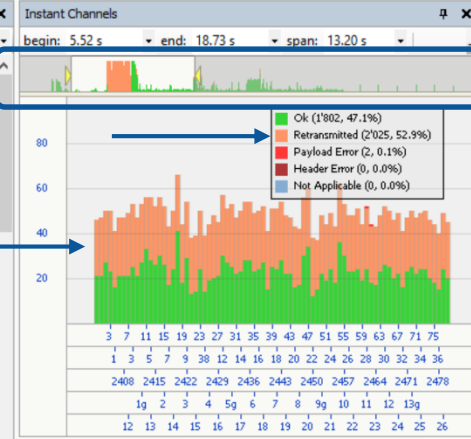 Instant Channels
begin: 5.52 s end: 18.73 s span: 13.20 s
Ok (1'802, 47.1%)
Retransmitted (2'025, 52.9%)
Payload Error (2, 0.1%)
Header Error (0, 0.0%)
Not Applicable (0, 0.0%)
80
60
40
20
3 7 11 15 19 23 27 31 35 39 43 47 51 55 59 63 67 71 75
1 3 5 7 9 38 12 14 16 18 20 22 24 26 28 30 32 34 36
2408 2415 2422 2429 2436 2443 2450 2457 2464 2471 2478
1g 2 3 4 5g 6 7 8 9g 10 11 12 13g
12 13 14 15 16 17 18 19 20 21 22 23 24 25 26